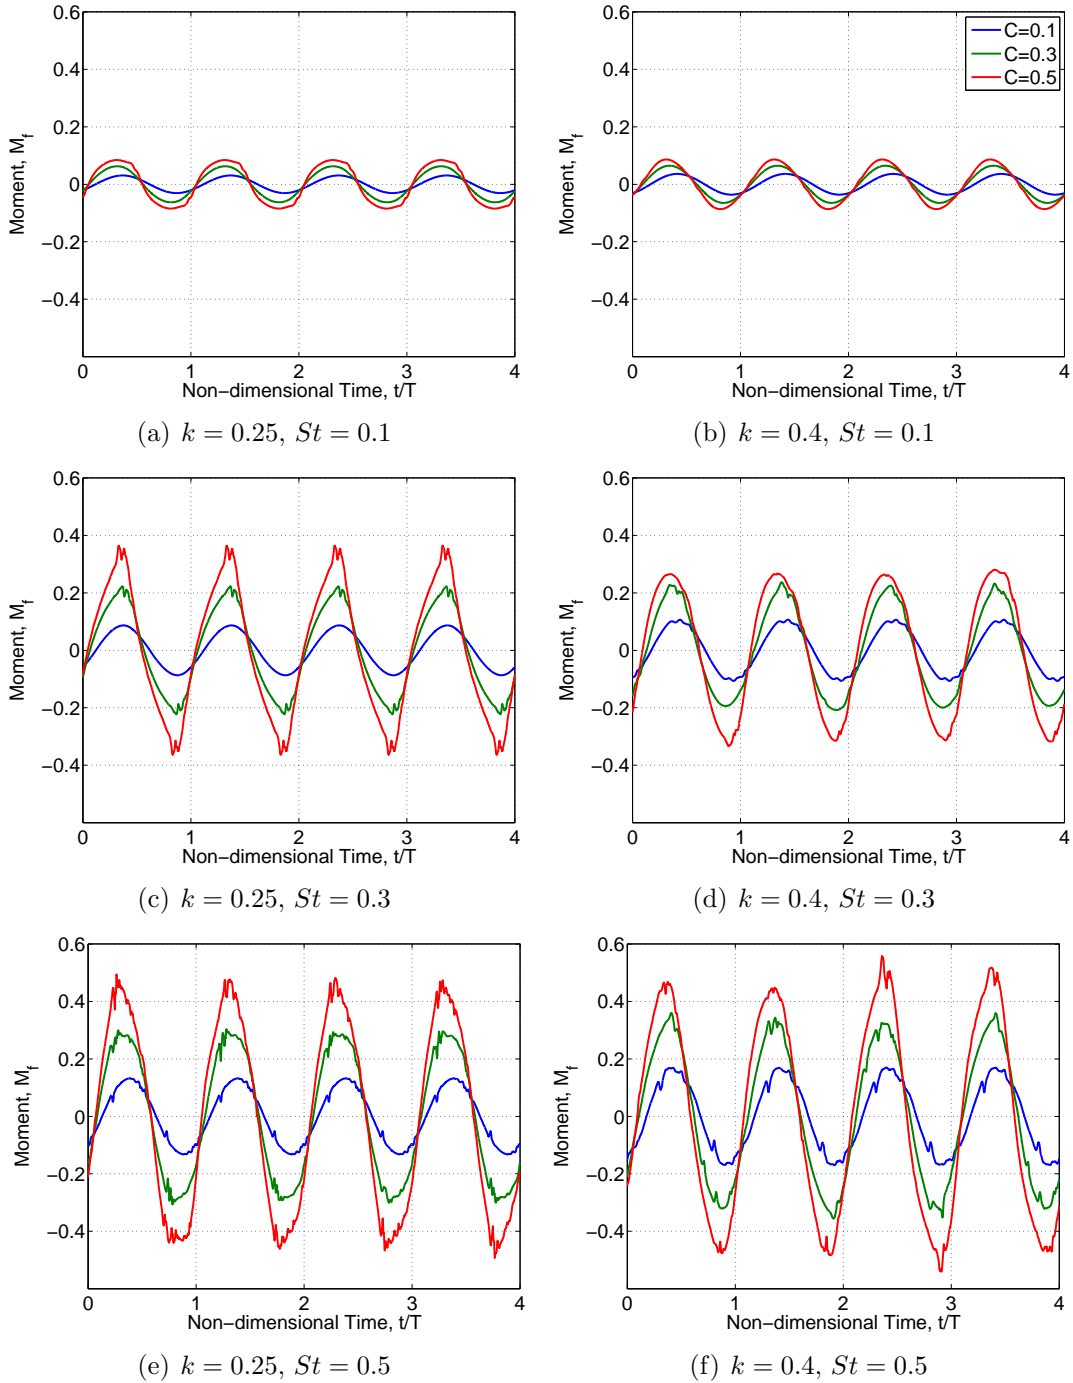 0.6
0.4
0.2
0
−0.2
−0.4
Moment, M_f
0 1 2 3 4
Non−dimensional Time, t/T
(a) k = 0.25, St = 0.1
0.6
0.4
0.2
0
−0.2
−0.4
Moment, M_f
C=0.1
C=0.3
C=0.5
0 1 2 3 4
Non−dimensional Time, t/T
(b) k = 0.4, St = 0.1
0.6
0.4
0.2
0
−0.2
−0.4
Moment, M_f
0 1 2 3 4
Non−dimensional Time, t/T
(c) k = 0.25, St = 0.3
0.6
0.4
0.2
0
−0.2
−0.4
Moment, M_f
0 1 2 3 4
Non−dimensional Time, t/T
(d) k = 0.4, St = 0.3
0.6
0.4
0.2
0
−0.2
−0.4
Moment, M_f
0 1 2 3 4
Non−dimensional Time, t/T
(e) k = 0.25, St = 0.5
0.6
0.4
0.2
0
−0.2
−0.4
Moment, M_f
0 1 2 3 4
Non−dimensional Time, t/T
(f) k = 0.4, St = 0.5